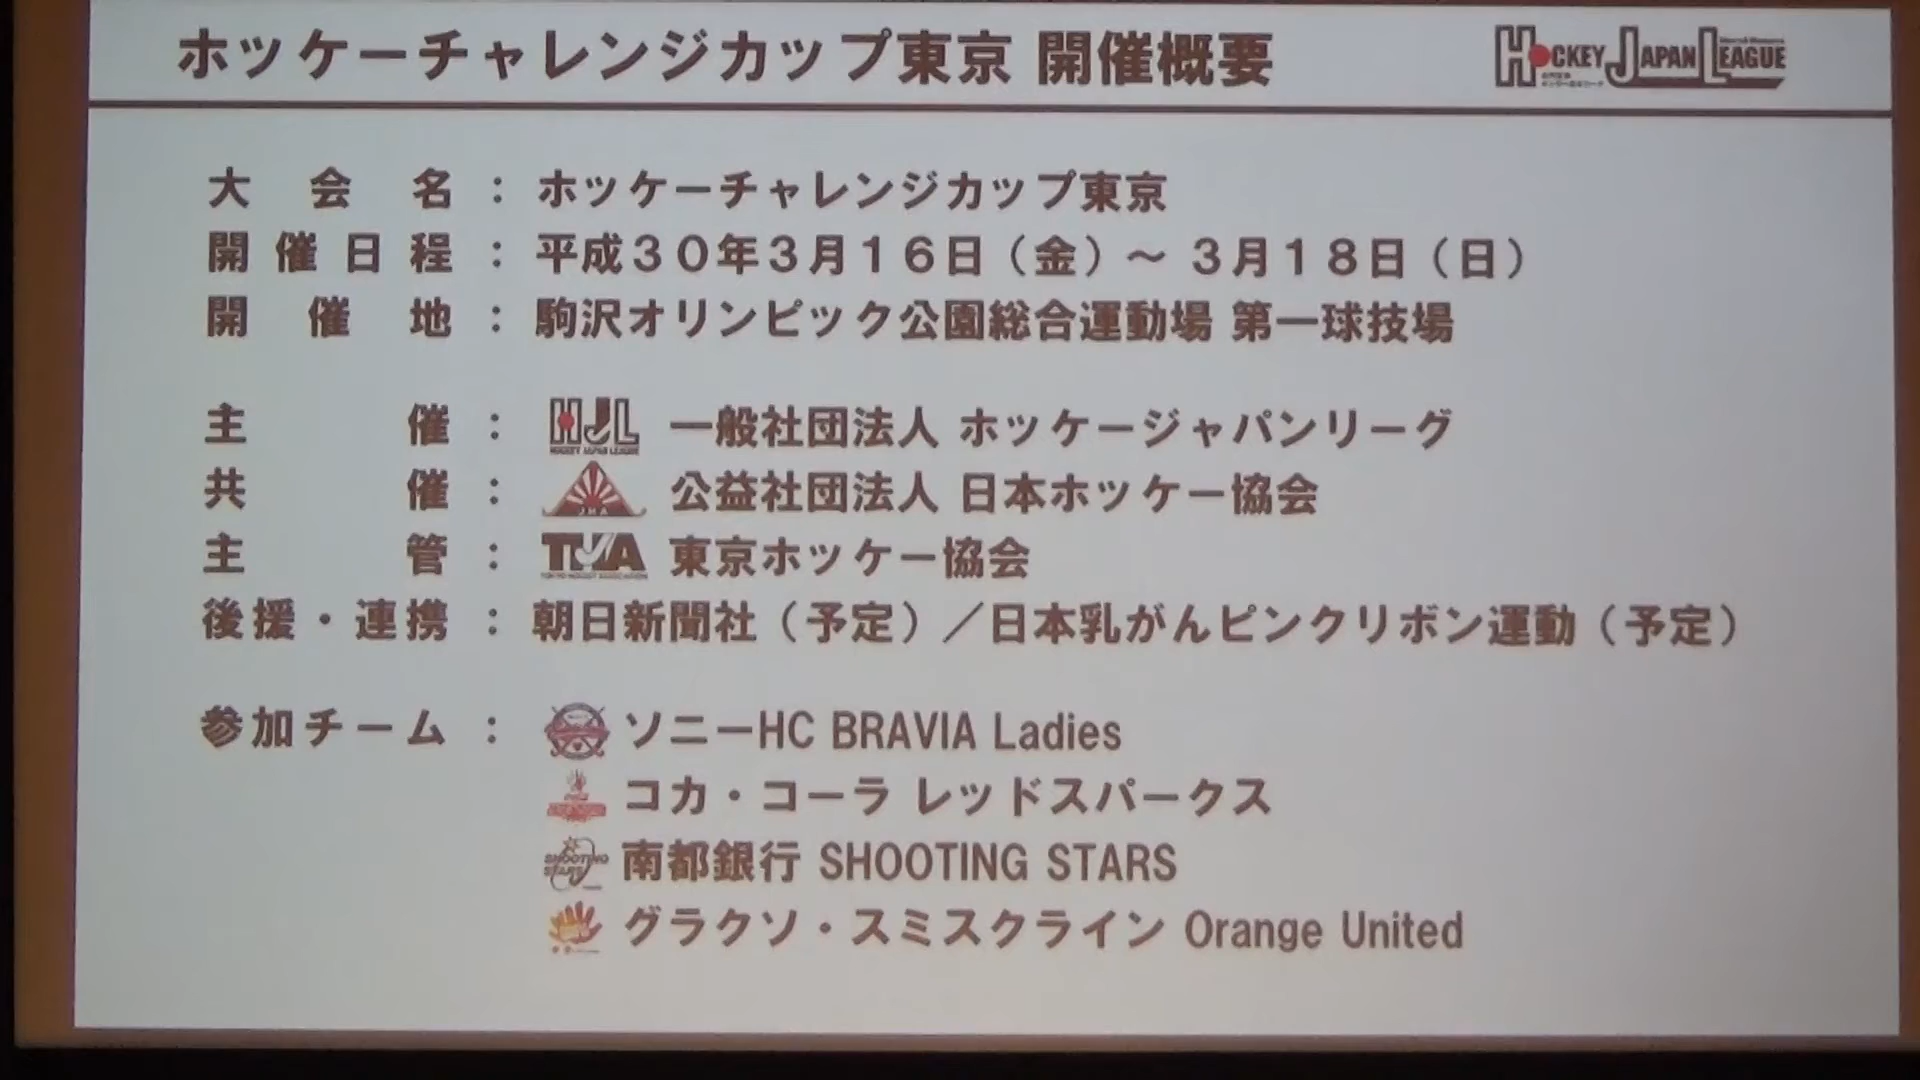 ホッケーチャレンジカップ東京 開催概要
HOCKEY JAPAN LEAGUE
大会名：ホッケーチャレンジカップ東京
開催日程：平成３０年３月１６日（金）～ ３月１８日（日）
開催地：駒沢オリンピック公園総合運動場 第一球技場
主催：HJL HOCKEY JAPAN LEAGUE 一般社団法人 ホッケージャパンリーグ
共催：JHA 公益社団法人 日本ホッケー協会
主管：THA TOKYO HOCKEY ASSOCIATION 東京ホッケー協会
後援・連携：朝日新聞社（予定）／日本乳がんピンクリボン運動（予定）
参加チーム：ソニーHC BRAVIA Ladies
コカ・コーラ レッドスパークス
SHOOTING STARS 南都銀行 SHOOTING STARS
グラクソ・スミスクライン Orange United